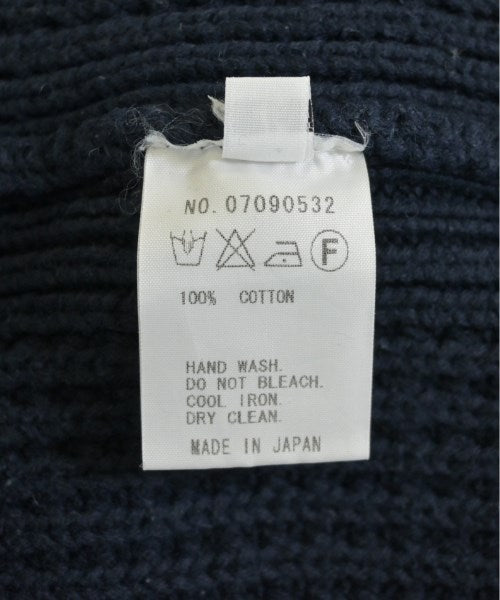 NO. 07090532
F
100% COTTON
HAND WASH.
DO NOT BLEACH.
COOL IRON.
DRY CLEAN.
MADE IN JAPAN